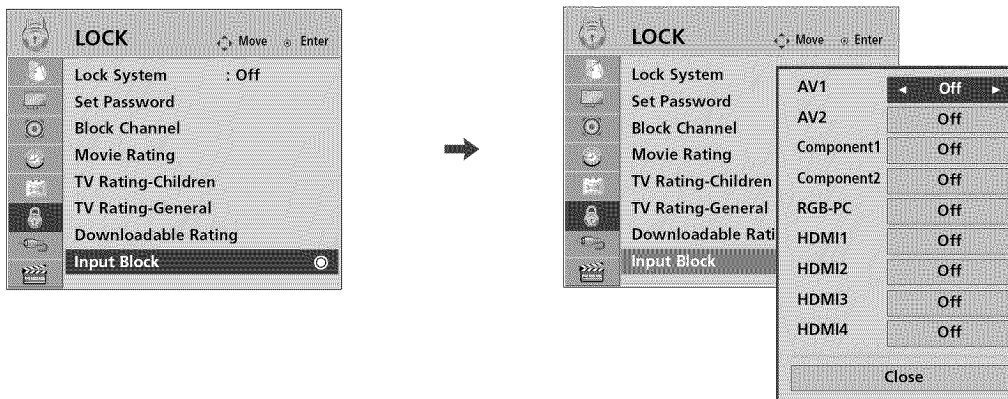 LOCK Move Enter
Lock System : Off
Set Password
Block Channel
Movie Rating
TV Rating-Children
TV Rating-General
Downloadable Rating
Input Block
LOCK Move Enter
Lock System
Set Password
Block Channel
Movie Rating
TV Rating-Children
TV Rating-General
Downloadable Rati
Input Block
AV1 Off
AV2 Off
Component1 Off
Component2 Off
RGB-PC Off
HDMI1 Off
HDMI2 Off
HDMI3 Off
HDMI4 Off
Close